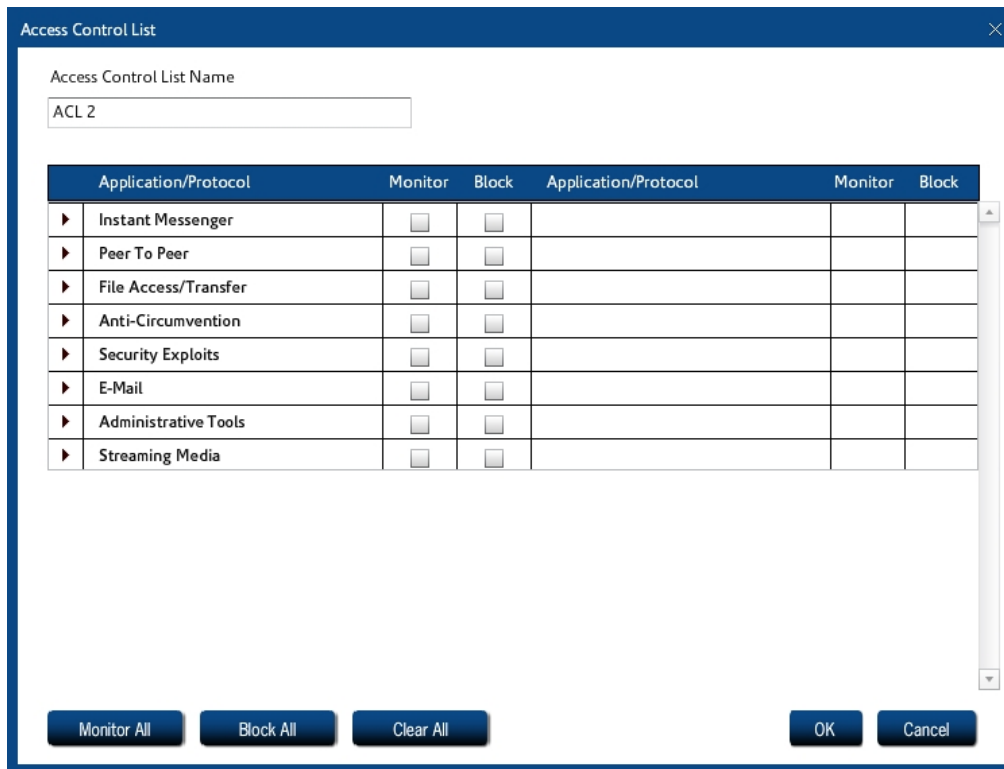 Access Control List
Access Control List Name
ACL 2
Application/Protocol Monitor Block Application/Protocol Monitor Block
Instant Messenger
Peer To Peer
File Access/Transfer
Anti-Circumvention
Security Exploits
E-Mail
Administrative Tools
Streaming Media
Monitor All Block All Clear All OK Cancel